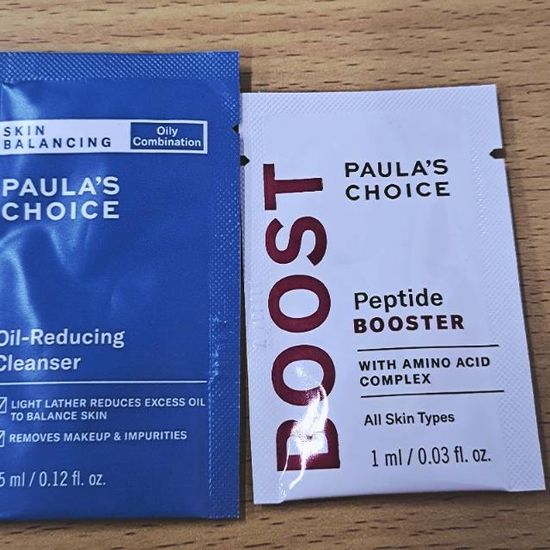 SKIN
BALANCING
Oily
Combination
PAULA'S
CHOICE
Oil-Reducing
Cleanser
LIGHT LATHER REDUCES EXCESS OIL
TO BALANCE SKIN
REMOVES MAKEUP & IMPURITIES
5 ml / 0.12 fl. oz.
BOOST
PAULA'S
CHOICE
Peptide
BOOSTER
WITH AMINO ACID
COMPLEX
All Skin Types
1 ml / 0.03 fl. oz.